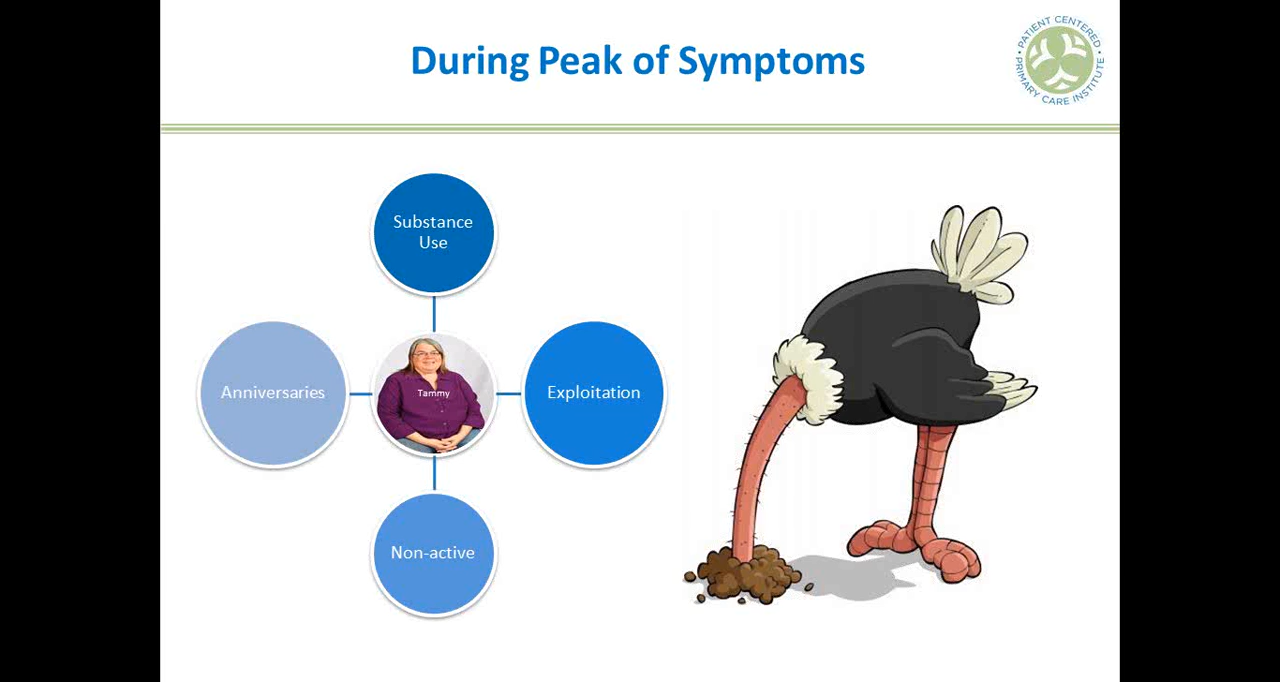 During Peak of Symptoms
PATIENT CENTERED
PRIMARY CARE INSTITUTE
Substance
Use
Anniversaries
Tammy
Exploitation
Non-active